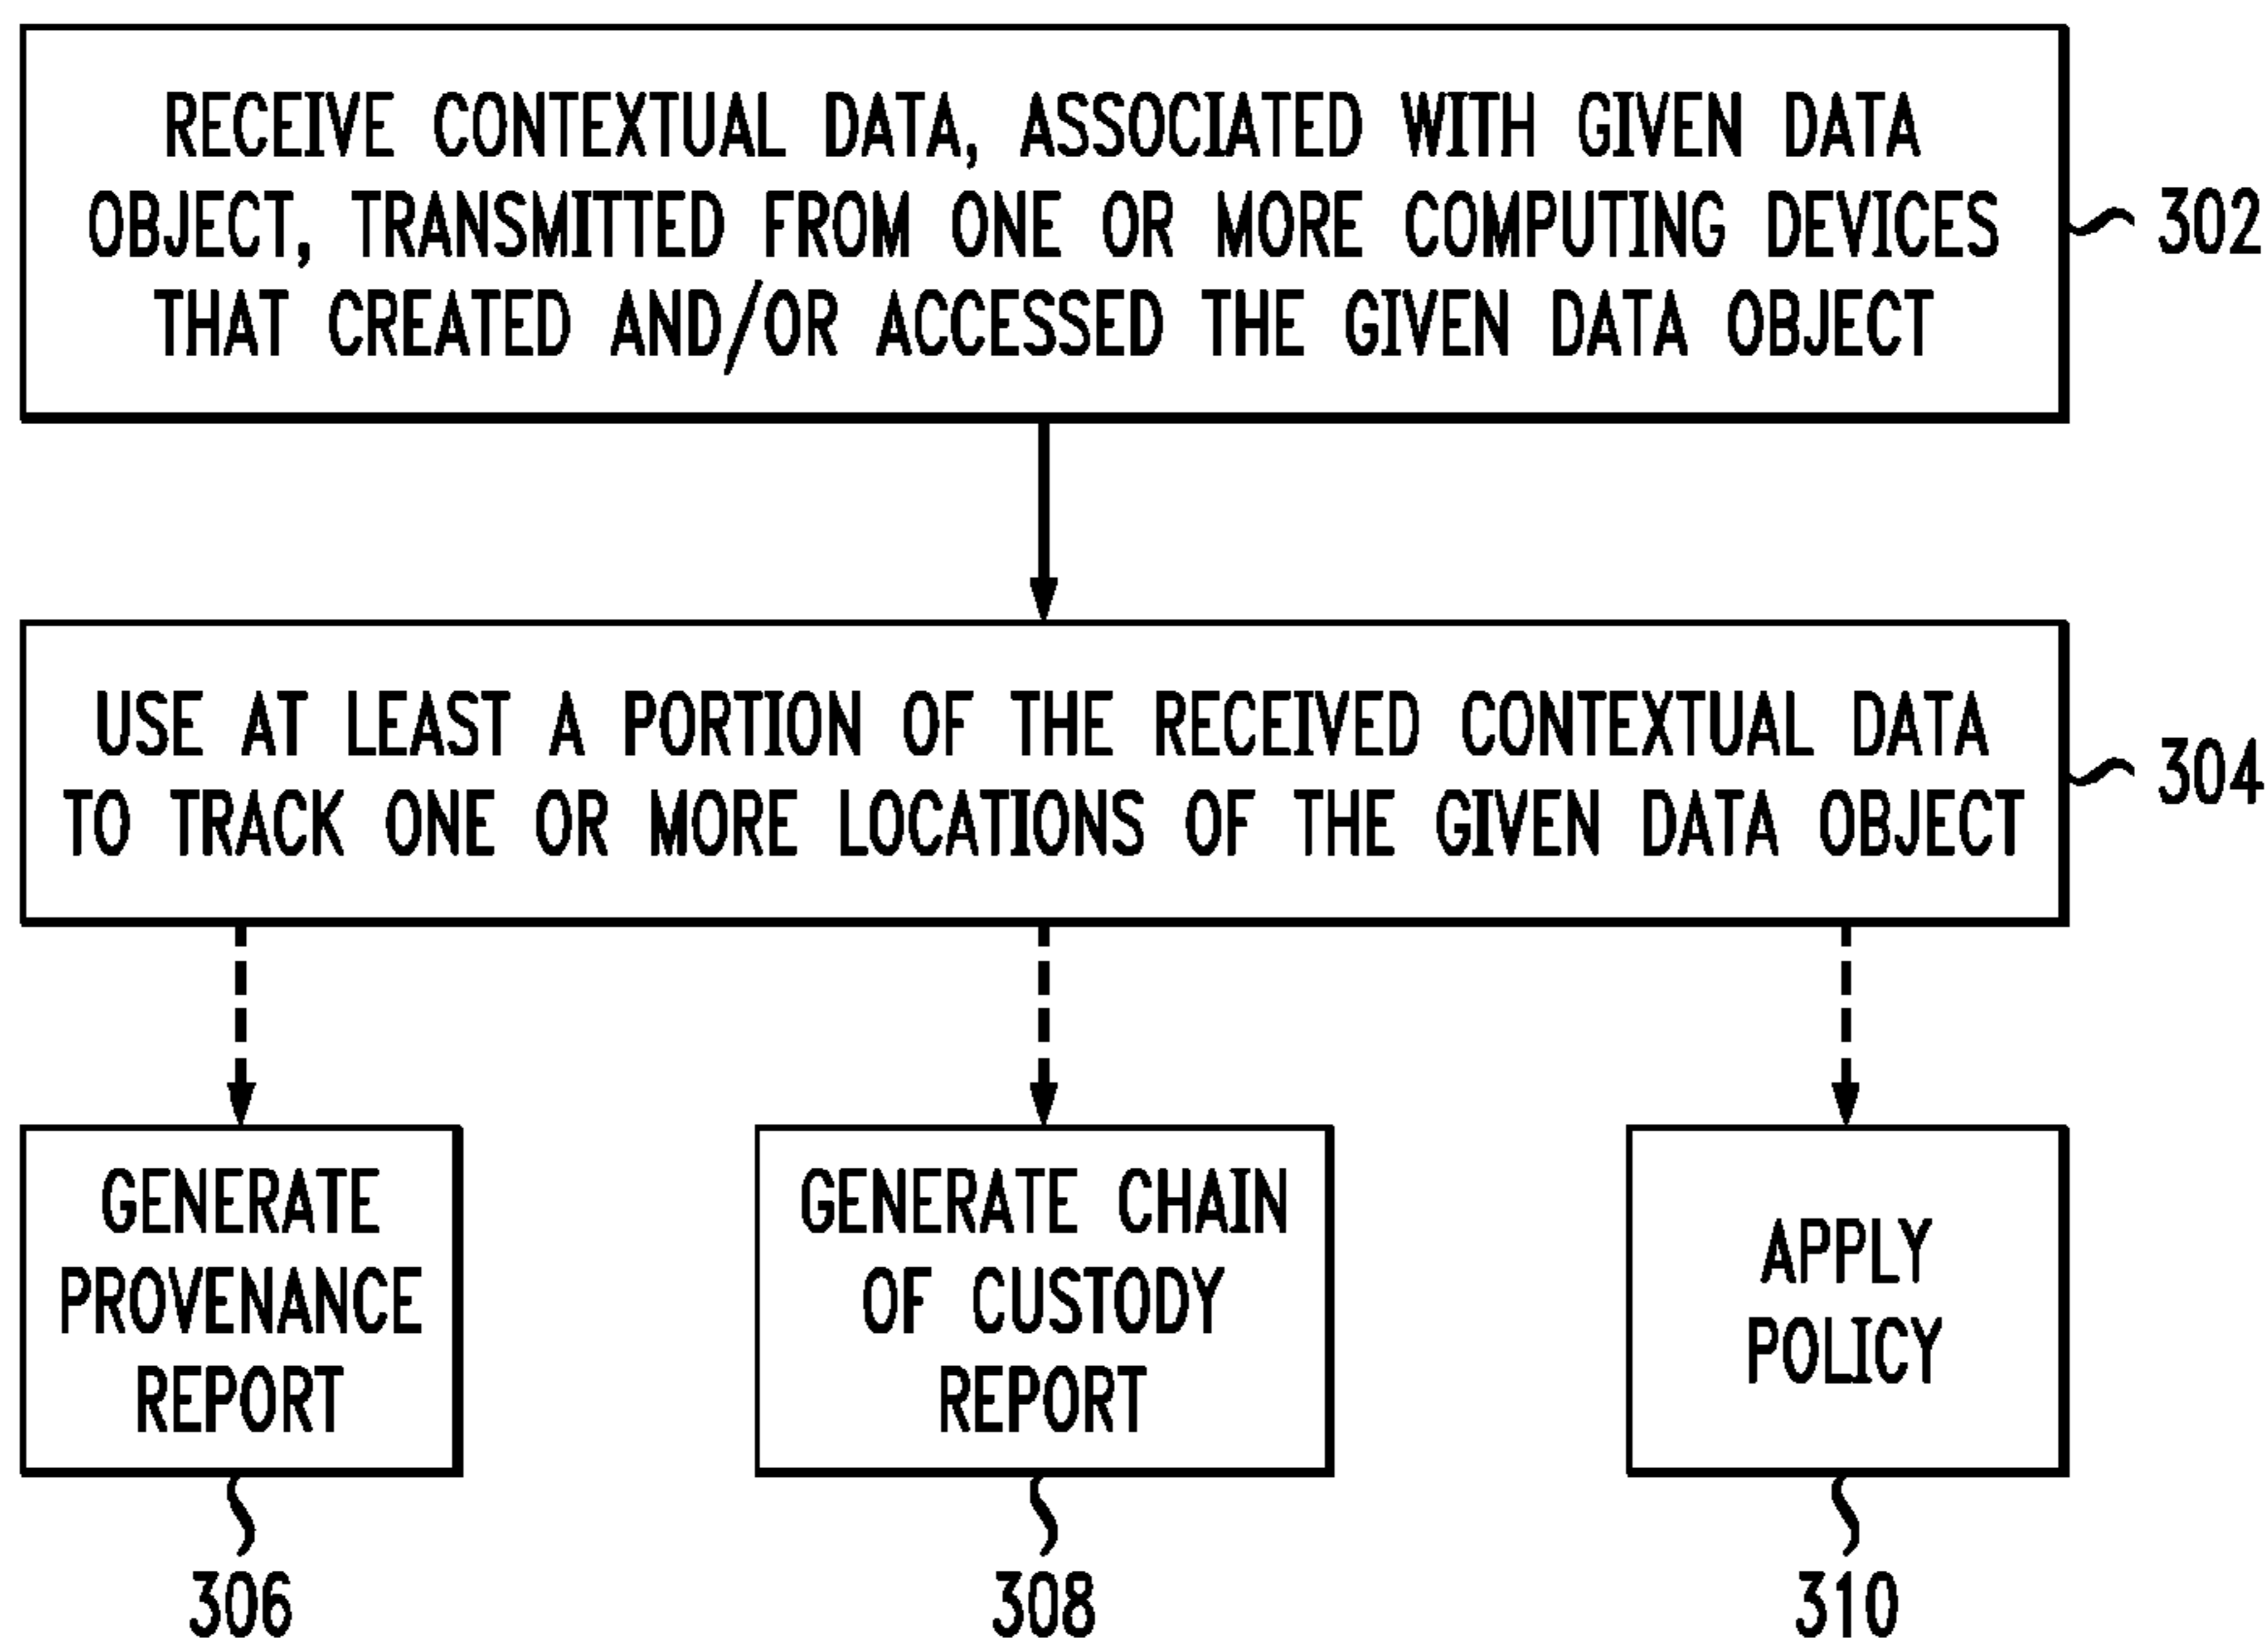 RECEIVE CONTEXTUAL DATA, ASSOCIATED WITH GIVEN DATA
OBJECT, TRANSMITTED FROM ONE OR MORE COMPUTING DEVICES
THAT CREATED AND/OR ACCESSED THE GIVEN DATA OBJECT
302
USE AT LEAST A PORTION OF THE RECEIVED CONTEXTUAL DATA
TO TRACK ONE OR MORE LOCATIONS OF THE GIVEN DATA OBJECT
304
GENERATE
PROVENANCE
REPORT
306
GENERATE CHAIN
OF CUSTODY
REPORT
308
APPLY
POLICY
310